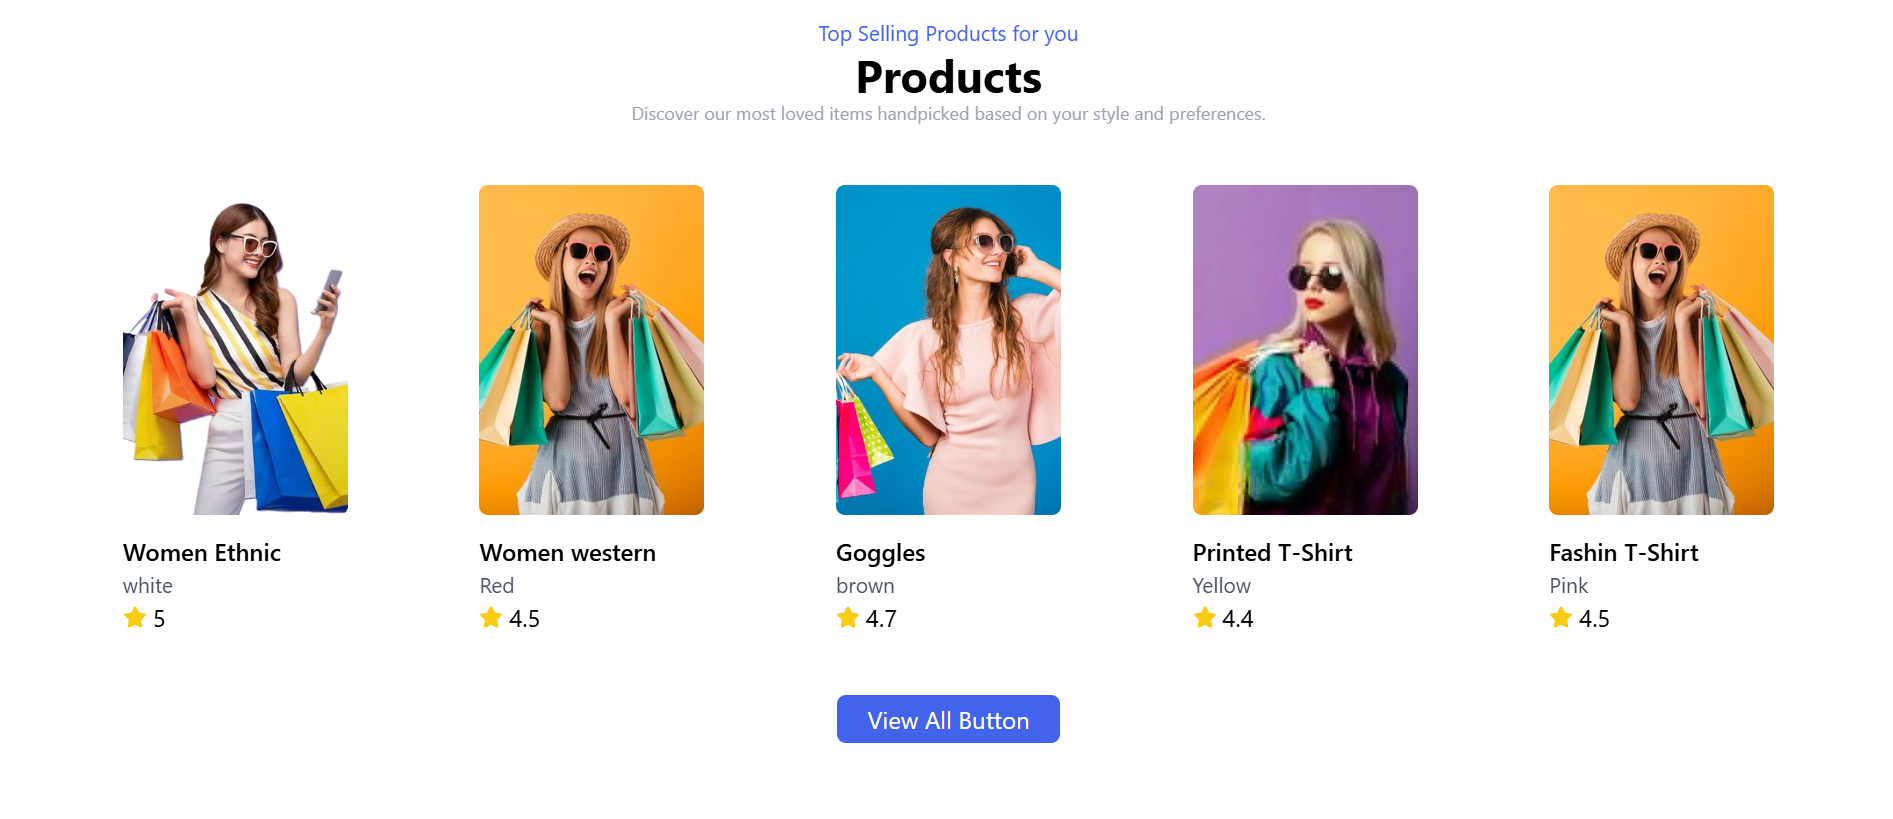 Top Selling Products for you
Products
Discover our most loved items handpicked based on your style and preferences.
Women Ethnic
white
5
Women western
Red
4.5
Goggles
brown
4.7
Printed T-Shirt
Yellow
4.4
Fashin T-Shirt
Pink
4.5
View All Button